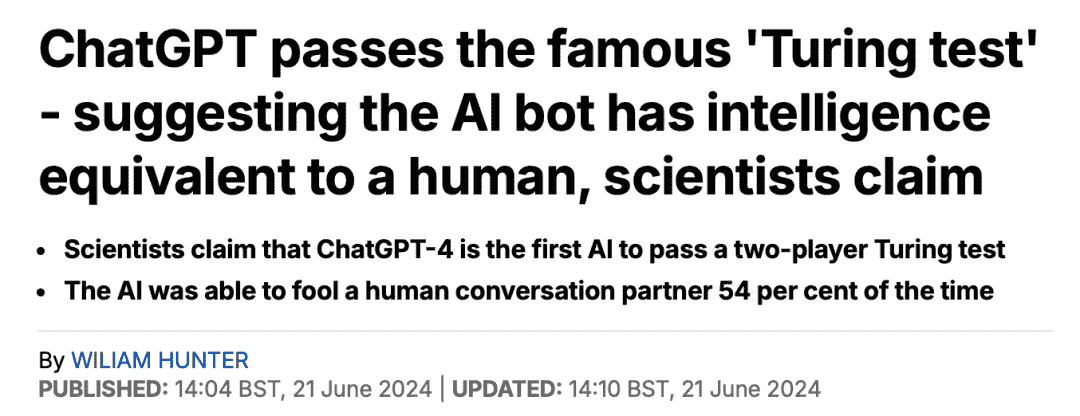 ChatGPT passes the famous 'Turing test'
- suggesting the AI bot has intelligence
equivalent to a human, scientists claim
• Scientists claim that ChatGPT-4 is the first AI to pass a two-player Turing test
• The AI was able to fool a human conversation partner 54 per cent of the time
By WILIAM HUNTER
PUBLISHED: 14:04 BST, 21 June 2024 | UPDATED: 14:10 BST, 21 June 2024